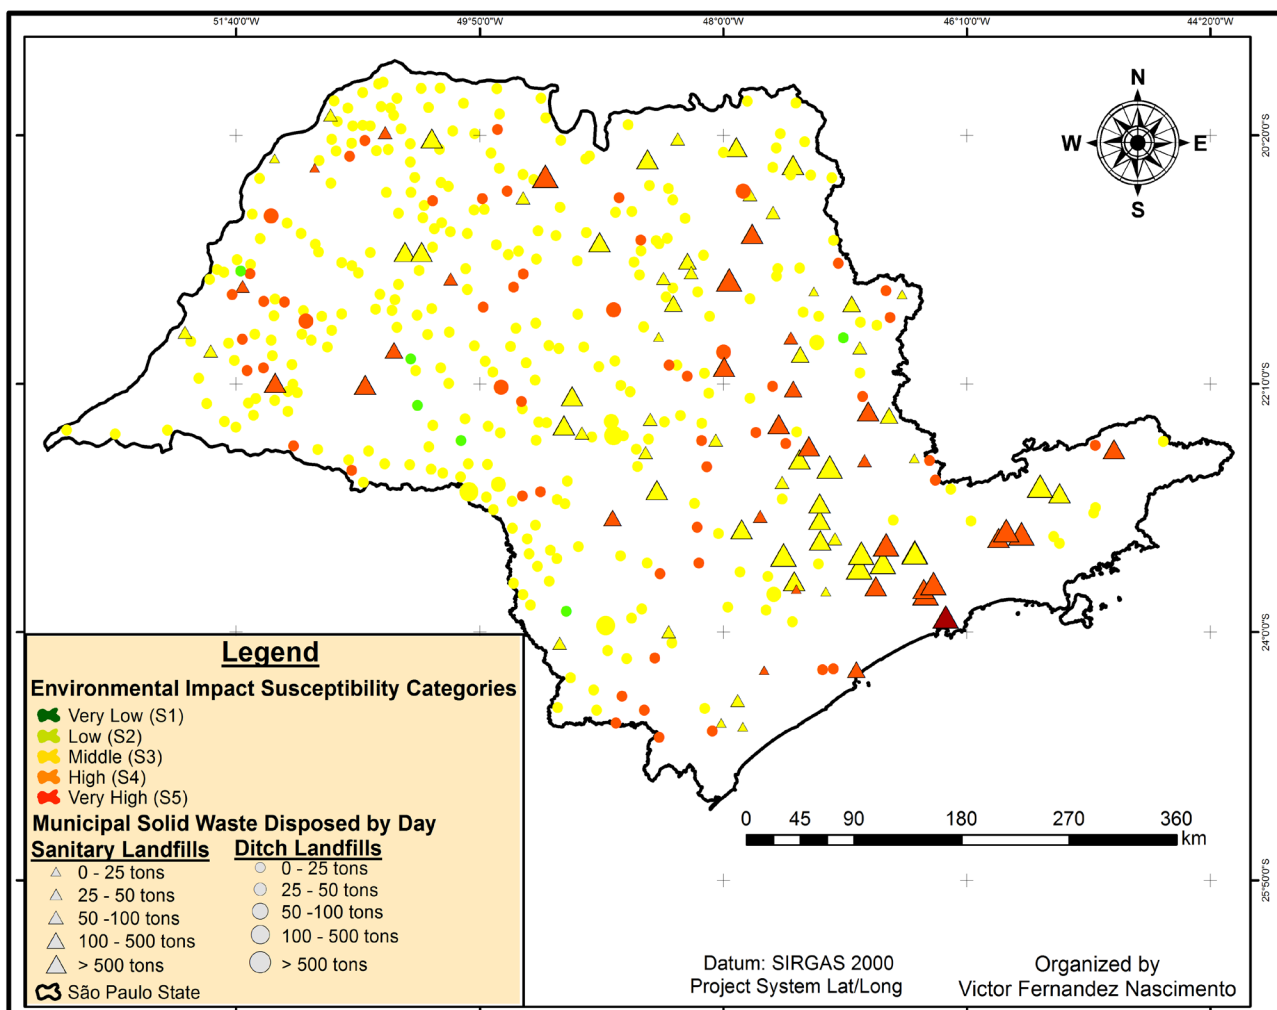 51°40'0"W 49°50'0"W 48°0'0"W 46°10'0"W 44°20'0"W
N
W E
S
20°20'0"S
22°10'0"S
24°0'0"S
25°50'0"S
0 45 90 180 270 360
km
Datum: SIRGAS 2000
Project System Lat/Long
Organized by
Victor Fernandez Nascimento
Legend
Environmental Impact Susceptibility Categories
Very Low (S1)
Low (S2)
Middle (S3)
High (S4)
Very High (S5)
Municipal Solid Waste Disposed by Day
Sanitary Landfills
0 - 25 tons
25 - 50 tons
50 -100 tons
100 - 500 tons
> 500 tons
Ditch Landfills
0 - 25 tons
25 - 50 tons
50 -100 tons
100 - 500 tons
> 500 tons
São Paulo State